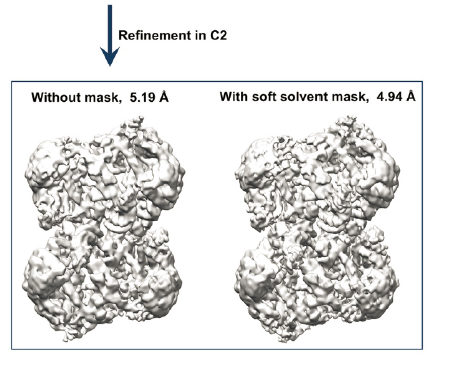 Refinement in C2
Without mask, 5.19 Å
With soft solvent mask, 4.94 Å